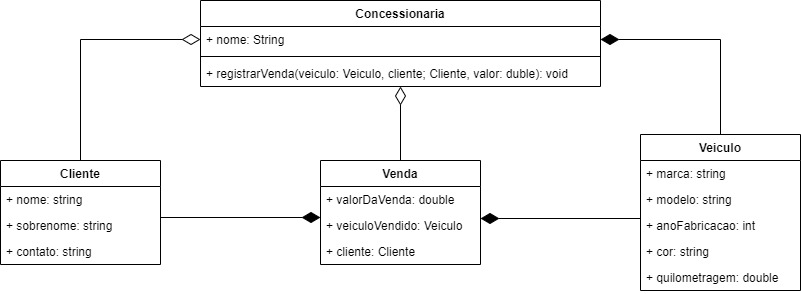 Concessionaria
+ nome: String
+ registrarVenda(veiculo: Veiculo, cliente; Cliente, valor: duble): void
Cliente
+ nome: string
+ sobrenome: string
+ contato: string
Venda
+ valorDaVenda: double
+ veiculoVendido: Veiculo
+ cliente: Cliente
Veiculo
+ marca: string
+ modelo: string
+ anoFabricacao: int
+ cor: string
+ quilometragem: double